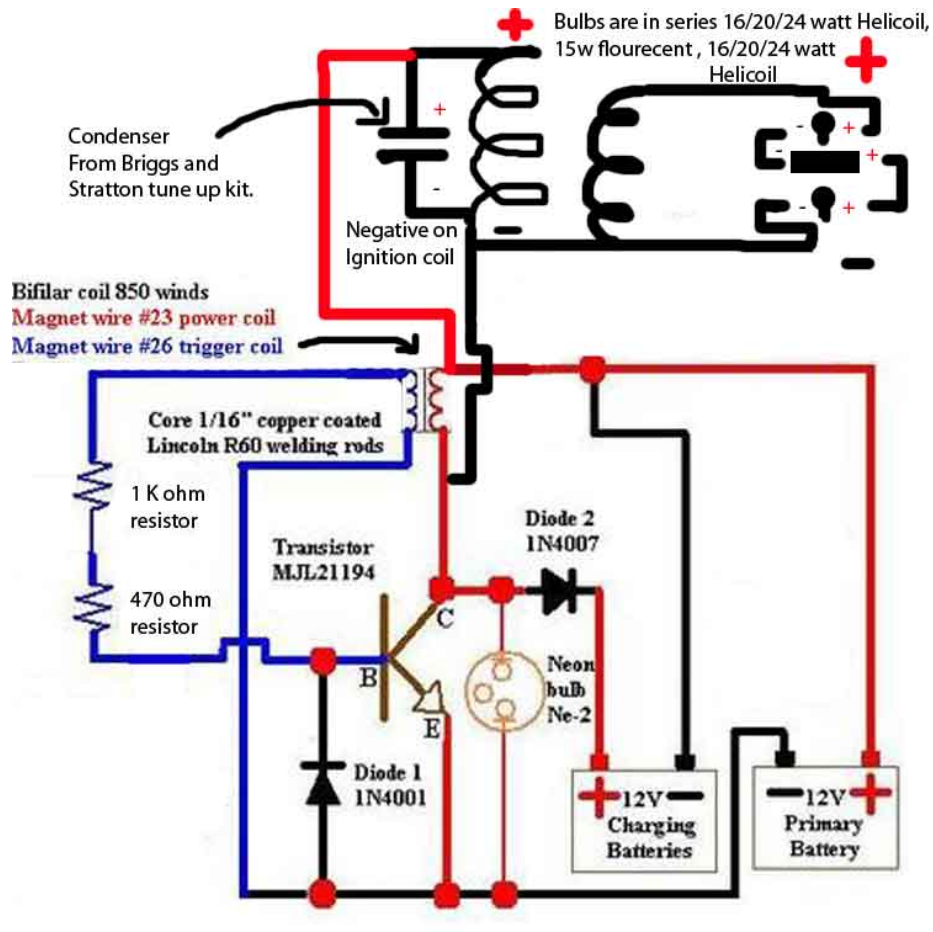 Bulbs are in series 16/20/24 watt Helicoil,
15w flourecent , 16/20/24 watt
Helicoil
+
+
Condenser
From Briggs and
Stratton tune up kit.
+
-
- +
- +
- +
Negative on
Ignition coil
-
-
Bifilar coil 850 winds
Magnet wire #23 power coil
Magnet wire #26 trigger coil
Core 1/16" copper coated
Lincoln R60 welding rods
1 K ohm
resistor
Diode 2
1N4007
Transistor
MJL21194
470 ohm
resistor
C
B
E
Neon
bulb
Ne-2
Diode 1
1N4001
+ 12V -
Charging
Batteries
- 12V +
Primary
Battery